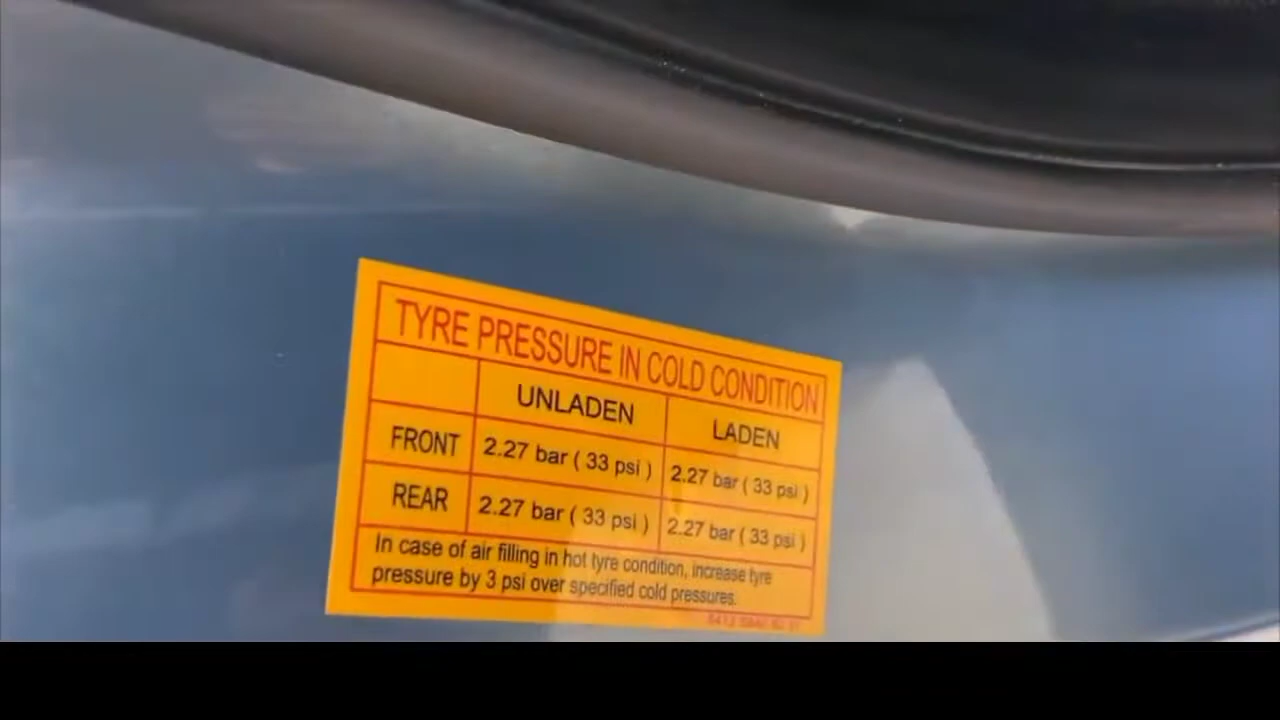 TYRE PRESSURE IN COLD CONDITION
UNLADEN LADEN
FRONT 2.27 bar ( 33 psi ) 2.27 bar ( 33 psi )
REAR 2.27 bar ( 33 psi ) 2.27 bar ( 33 psi )
In case of air filling in hot tyre condition, increase tyre
pressure by 3 psi over specified cold pressures.